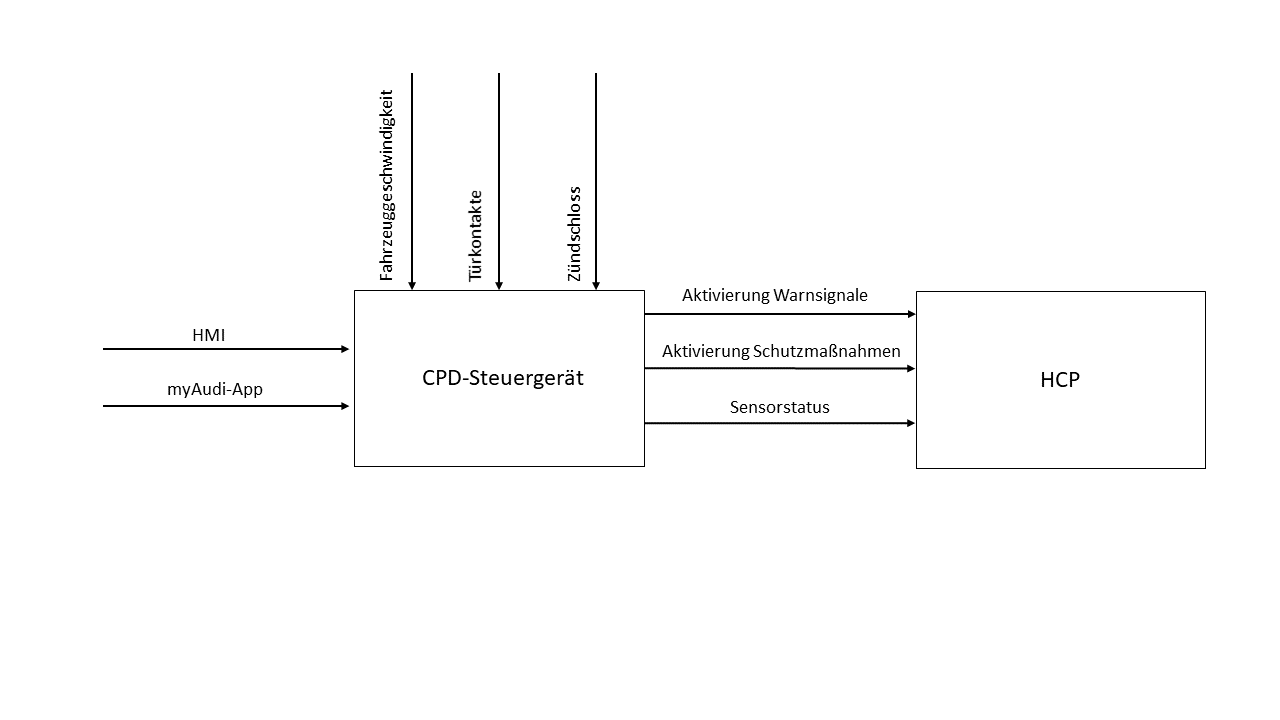 Fahrzeuggeschwindigkeit
Türkontakte
Zündschloss
HMI
myAudi-App
CPD-Steuergerät
Aktivierung Warnsignale
Aktivierung Schutzmaßnahmen
Sensorstatus
HCP